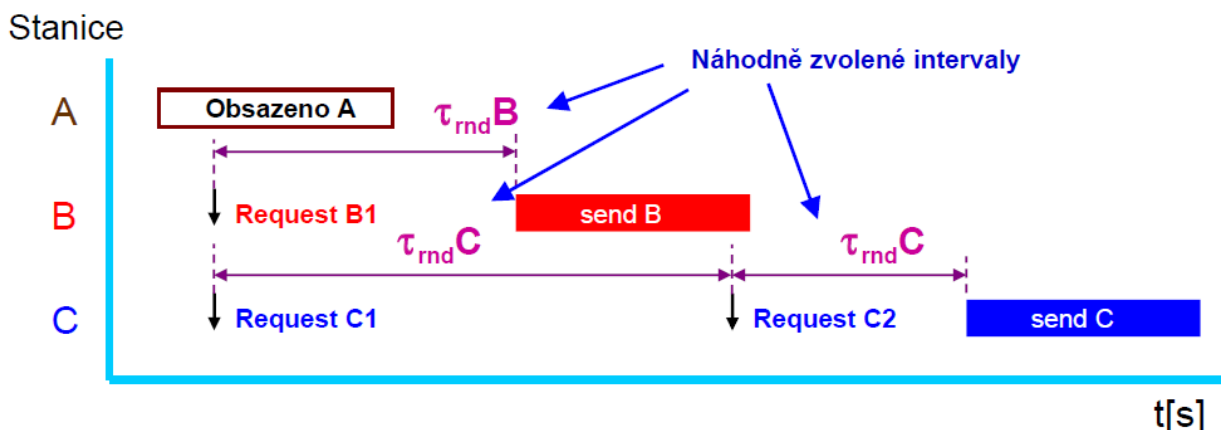 Stanice
Náhodně zvolené intervaly
A
Obsazeno A
τrndB
B
Request B1
send B
τrndC
τrndC
C
Request C1
Request C2
send C
t[s]